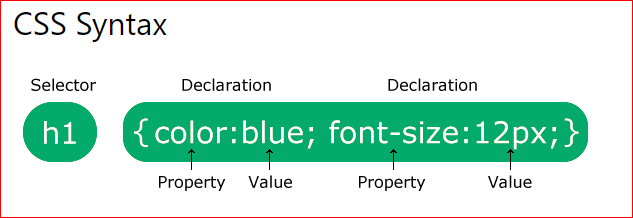 CSS Syntax
Selector Declaration Declaration
h1 {color:blue; font-size:12px;}
Property Value Property Value